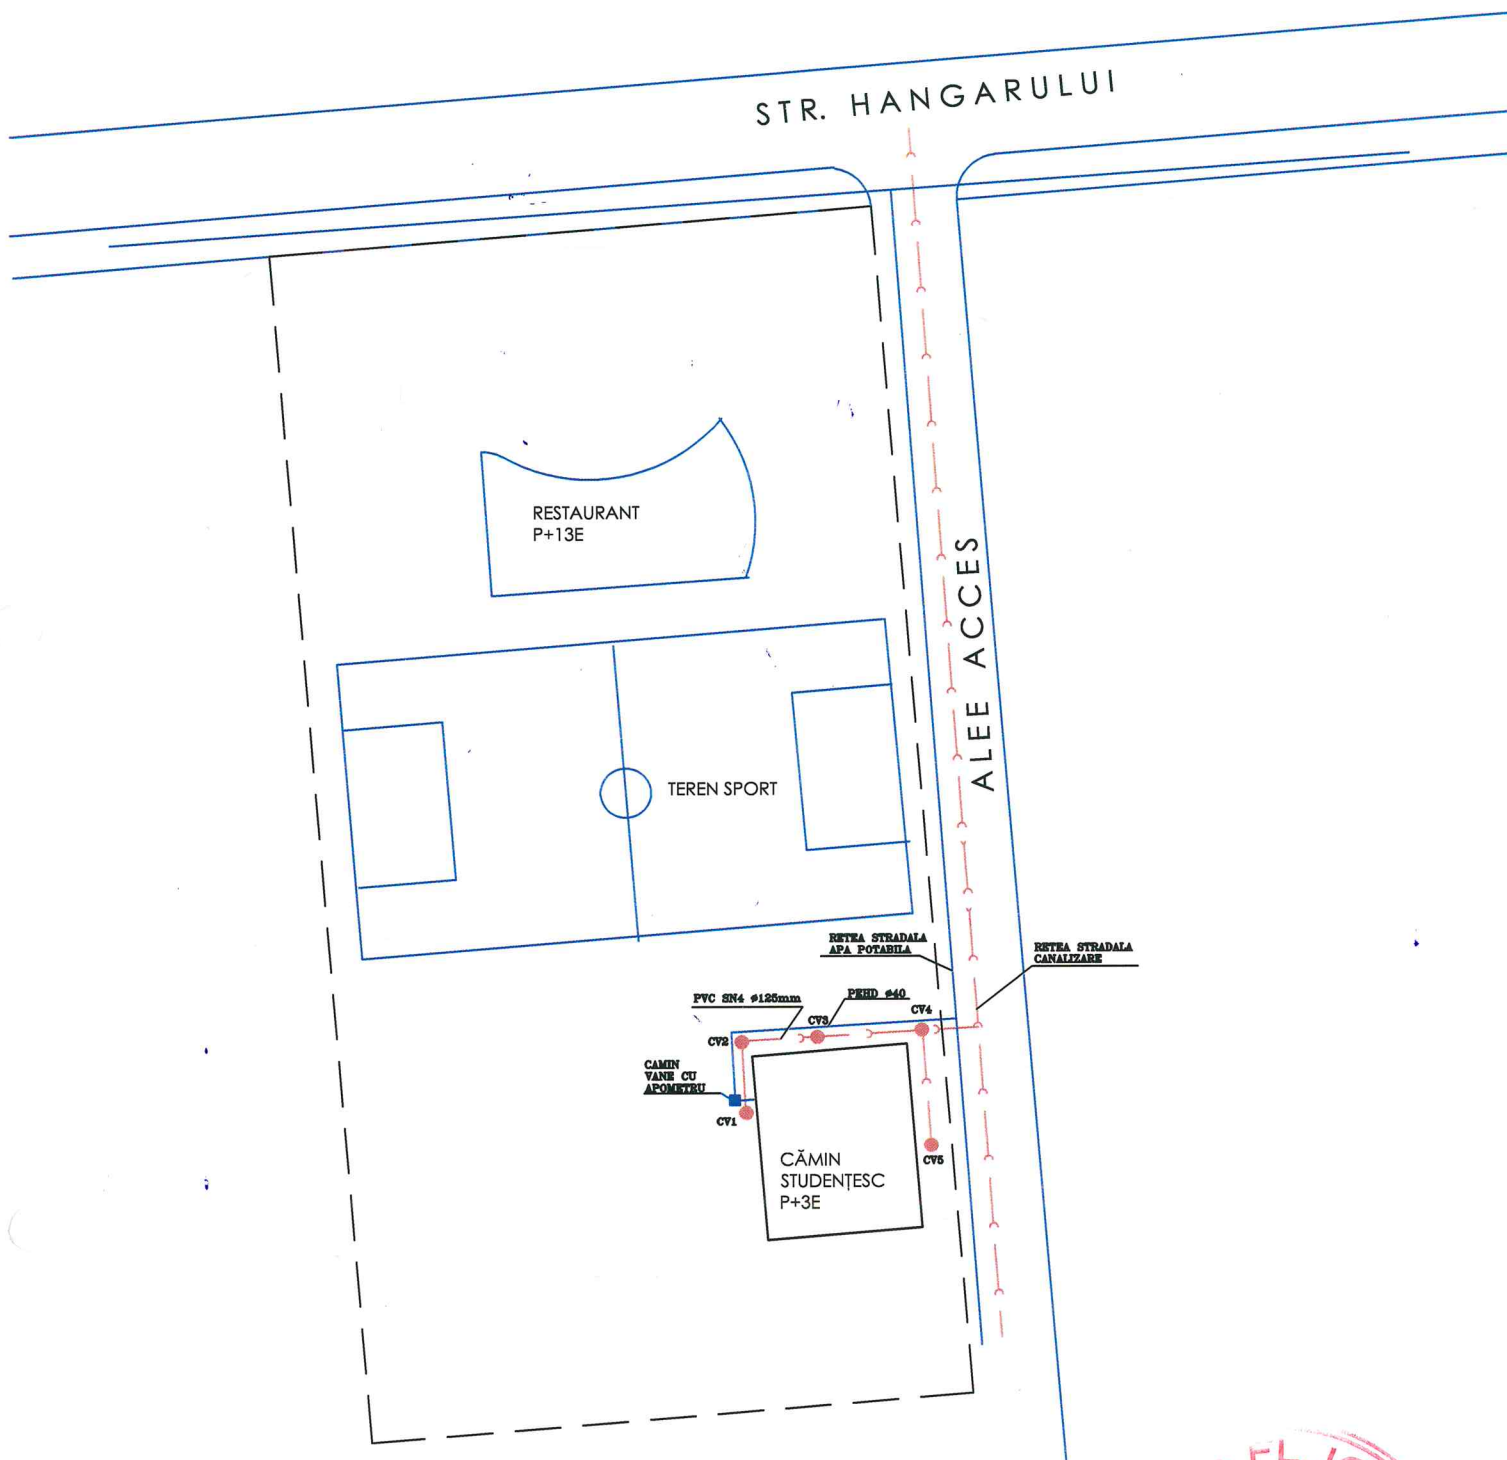 STR. HANGARULUI
RESTAURANT
P+13E
ALEE ACCES
TEREN SPORT
RETEA STRADALA
APA POTABILA
RETEA STRADALA
CANALIZARE
PVC SN4 ø125mm
PEHD ø40
CV2
CV3
CV4
CAMIN
VANE CU
APOMETRU
CV1
CV5
CĂMIN
STUDENȚESC
P+3E